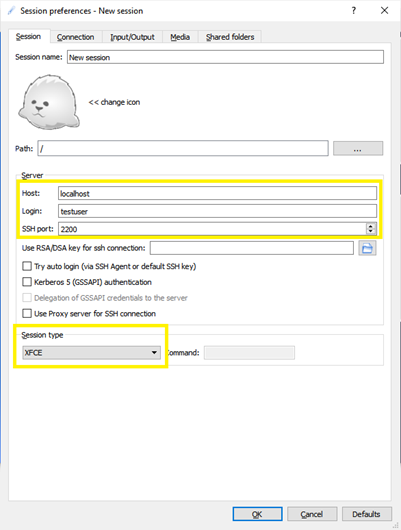 Session preferences - New session
Session Connection Input/Output Media Shared folders
Session name: New session
<< change icon
Path: / ...
Server
Host: localhost
Login: testuser
SSH port: 2200
Use RSA/DSA key for ssh connection:
Try auto login (via SSH Agent or default SSH key)
Kerberos 5 (GSSAPI) authentication
Delegation of GSSAPI credentials to the server
Use Proxy server for SSH connection
Session type
XFCE Command:
OK Cancel Defaults